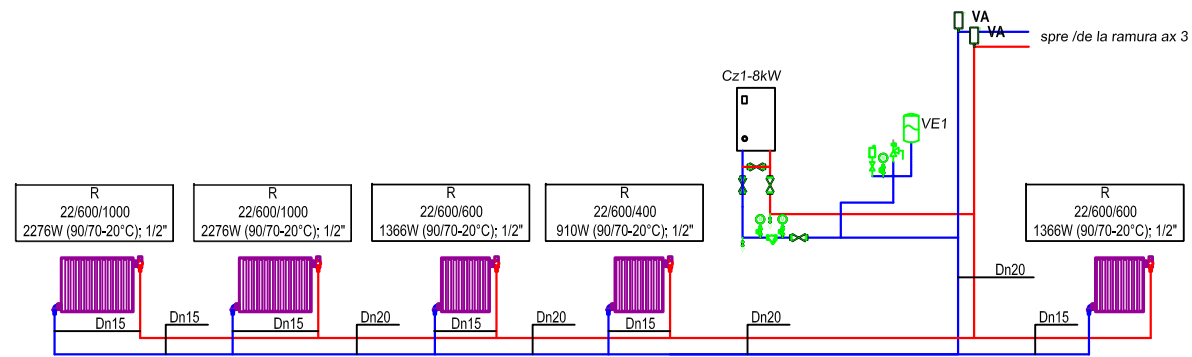 VA
VA
spre /de la ramura ax 3
Cz1-8kW
VE1
R
22/600/1000
2276W (90/70-20°C); 1/2"
R
22/600/1000
2276W (90/70-20°C); 1/2"
R
22/600/600
1366W (90/70-20°C); 1/2"
R
22/600/400
910W (90/70-20°C); 1/2"
R
22/600/600
1366W (90/70-20°C); 1/2"
Dn20
Dn15
Dn15
Dn15
Dn20
Dn15
Dn20
Dn15
Dn20
Dn15